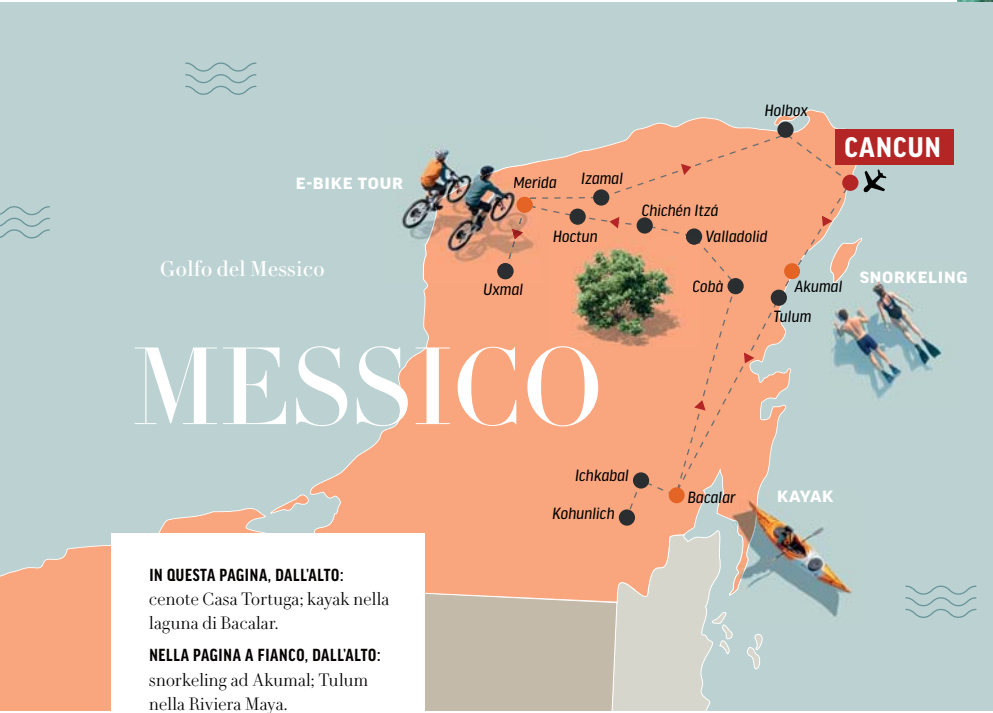 Holbox
CANCUN
E-BIKE TOUR
Merida
Izamal
Chichén Itzá
Hoctun
Valladolid
Golfo del Messico
Uxmal
Cobà
Akumal
SNORKELING
Tulum
MESSICO
Ichkabal
Bacalar
KAYAK
Kohunlich
IN QUESTA PAGINA, DALL'ALTO:
cenote Casa Tortuga; kayak nella
laguna di Bacalar.
NELLA PAGINA A FIANCO, DALL'ALTO:
snorkeling ad Akumal; Tulum
nella Riviera Maya.